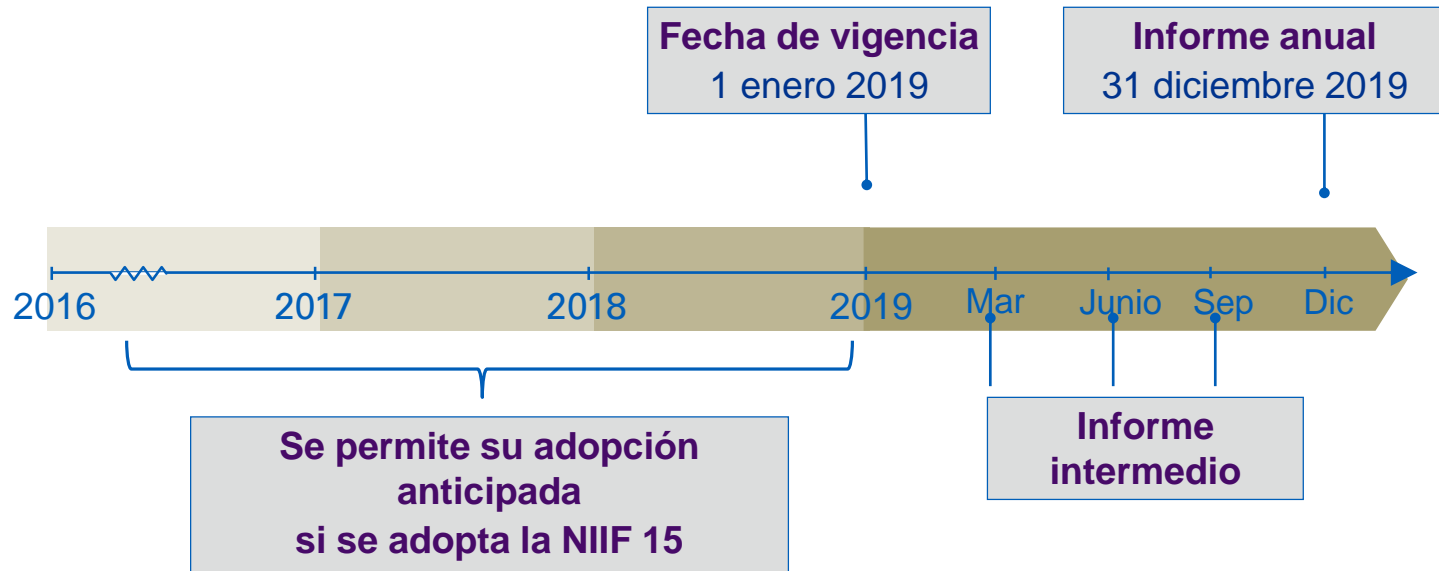 Fecha de vigencia
1 enero 2019
Informe anual
31 diciembre 2019
2016
2017
2018
2019
Mar
Junio
Sep
Dic
Se permite su adopción
anticipada
si se adopta la NIIF 15
Informe
intermedio